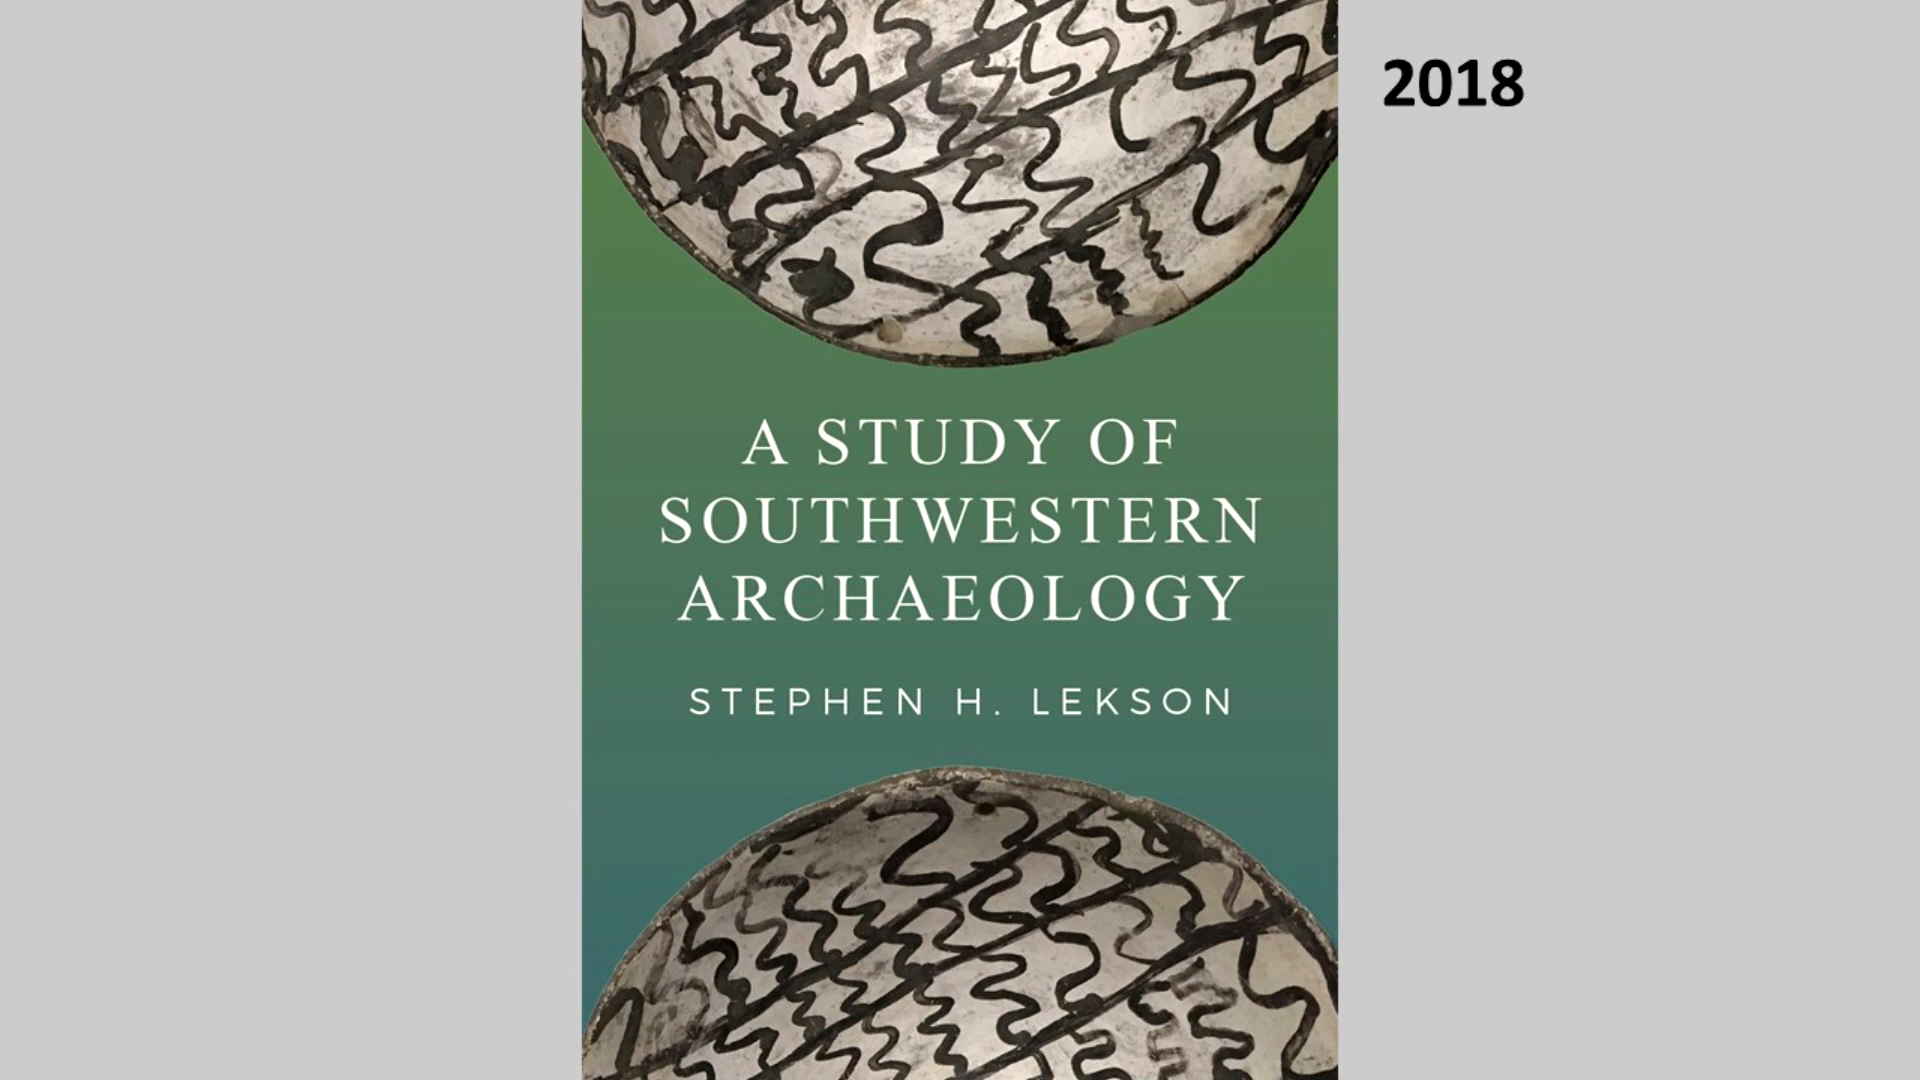 2018
A STUDY OF
SOUTHWESTERN
ARCHAEOLOGY
STEPHEN H. LEKSON